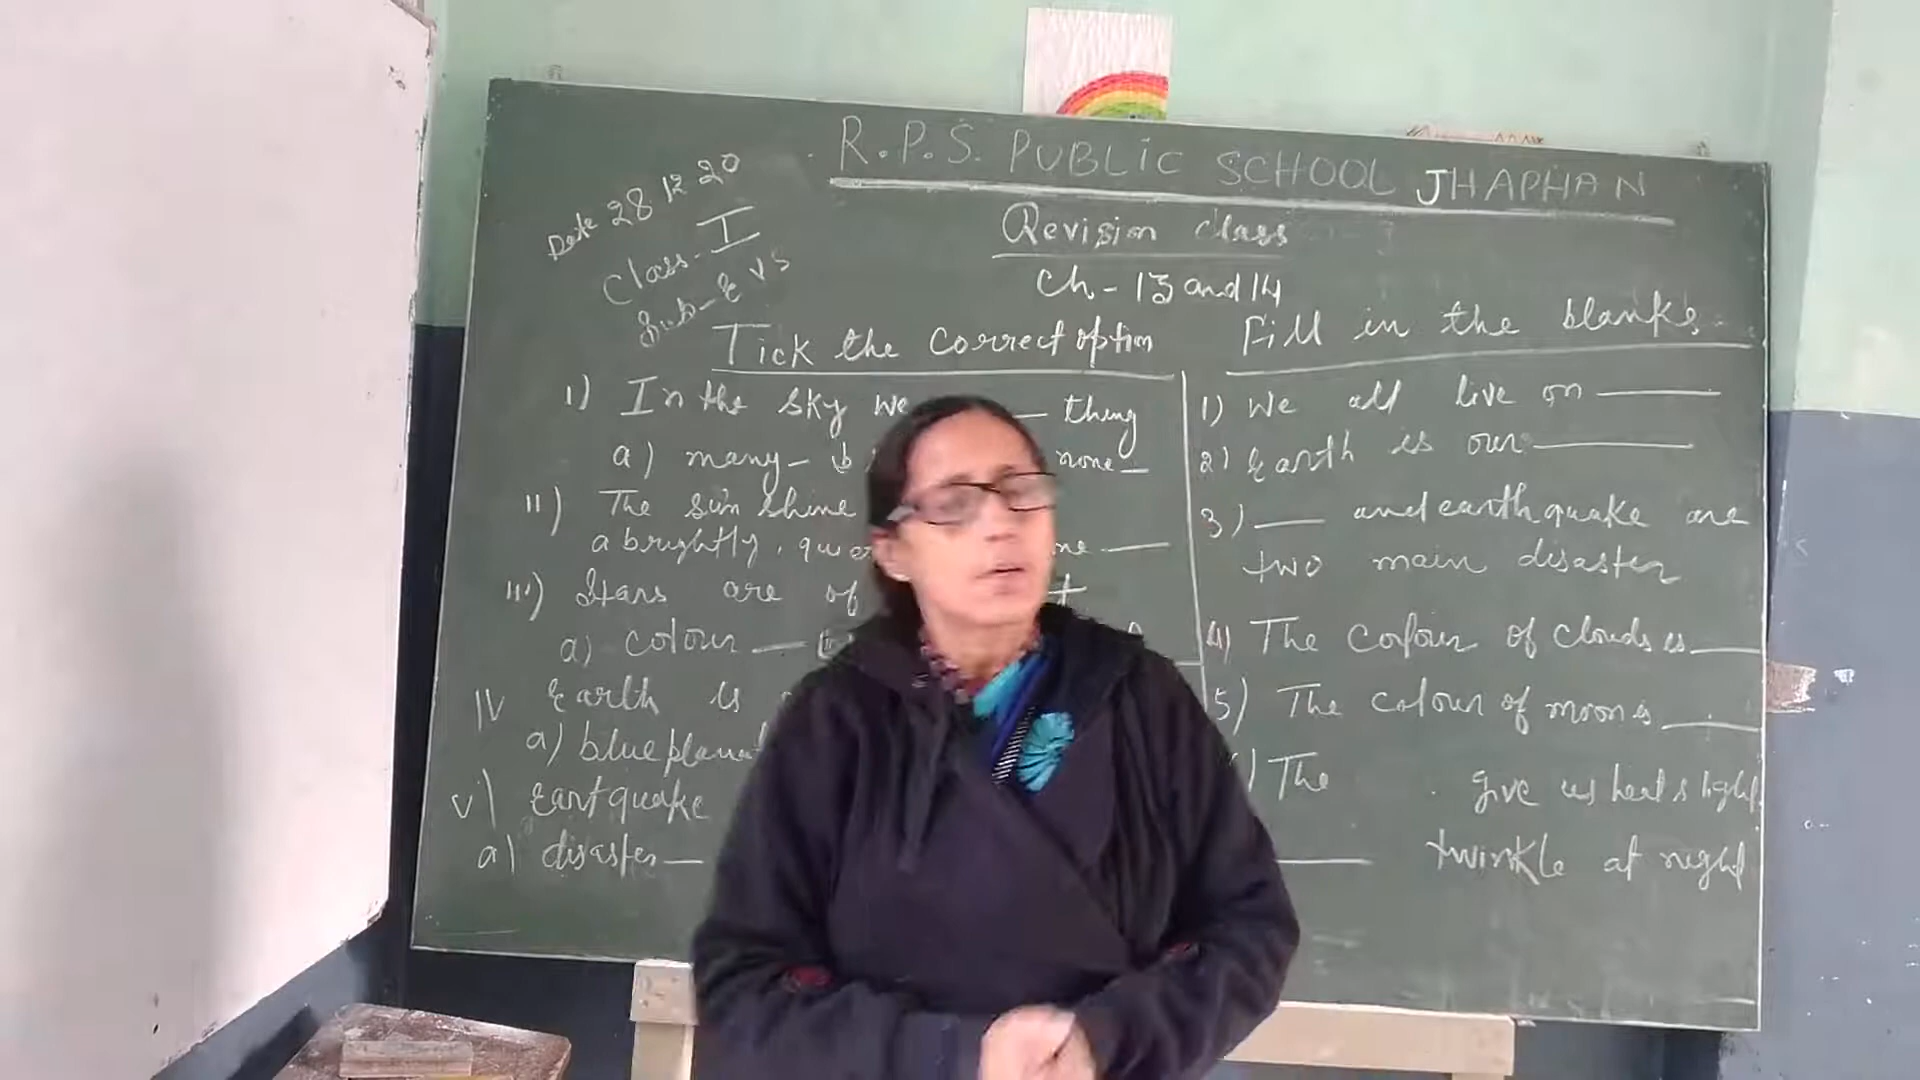 R.P.S. PUBLIC SCHOOL JHAPHAN
Date 28 12 20
Class - I
Sub - EVS
Revision class
Ch - 13 and 14
Tick the correct option
i) In the sky we — thing
a) many — b none —
ii) The sun shine
a brightly, —
iii) Stars are of
a) colour —
iv Earth is
a) blue planet
v) Eartquake
a) disaster —
Fill in the blanks
1) We all live on ———
2) Earth is our ———
3) ___ and earthquake are
two main disaster
4) The colour of clouds is ___
5) The colour of moon is ___
) The give us heat & light
——— twinkle at night